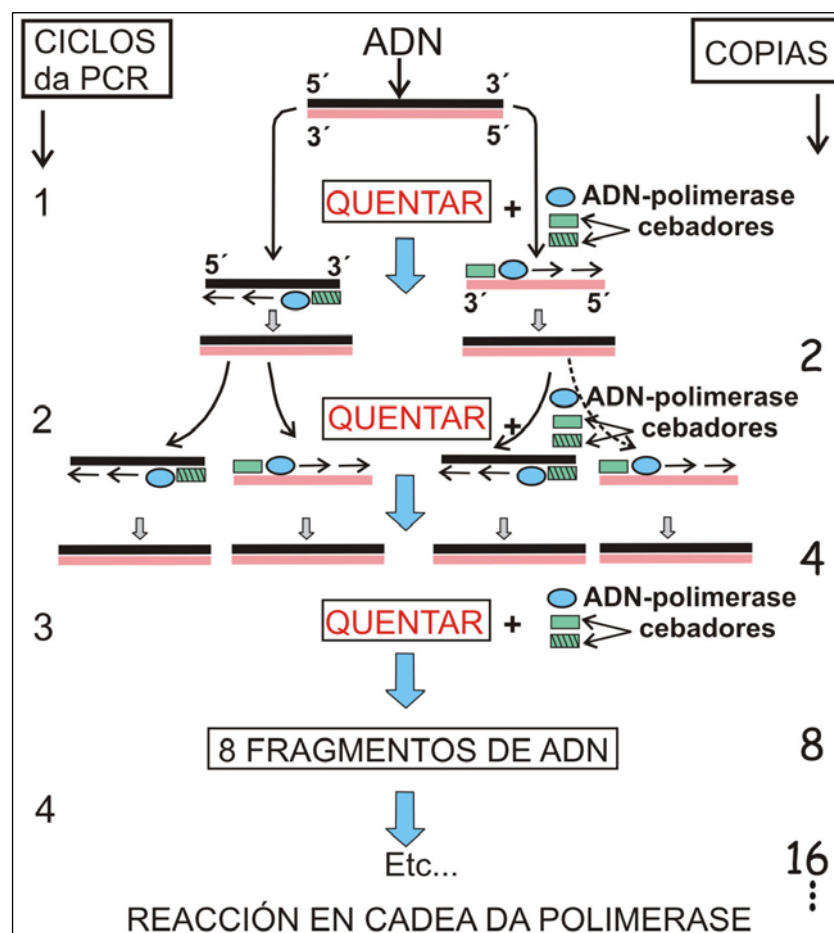 CICLOS
da PCR
ADN
COPIAS
5´ 3´
3´ 5´
1
QUENTAR + ADN-polimerase
cebadores
5´ 3´
3´ 5´
2
2
QUENTAR + ADN-polimerase
cebadores
4
3
QUENTAR + ADN-polimerase
cebadores
8 FRAGMENTOS DE ADN
8
4
Etc...
16
REACCIÓN EN CADEA DA POLIMERASE